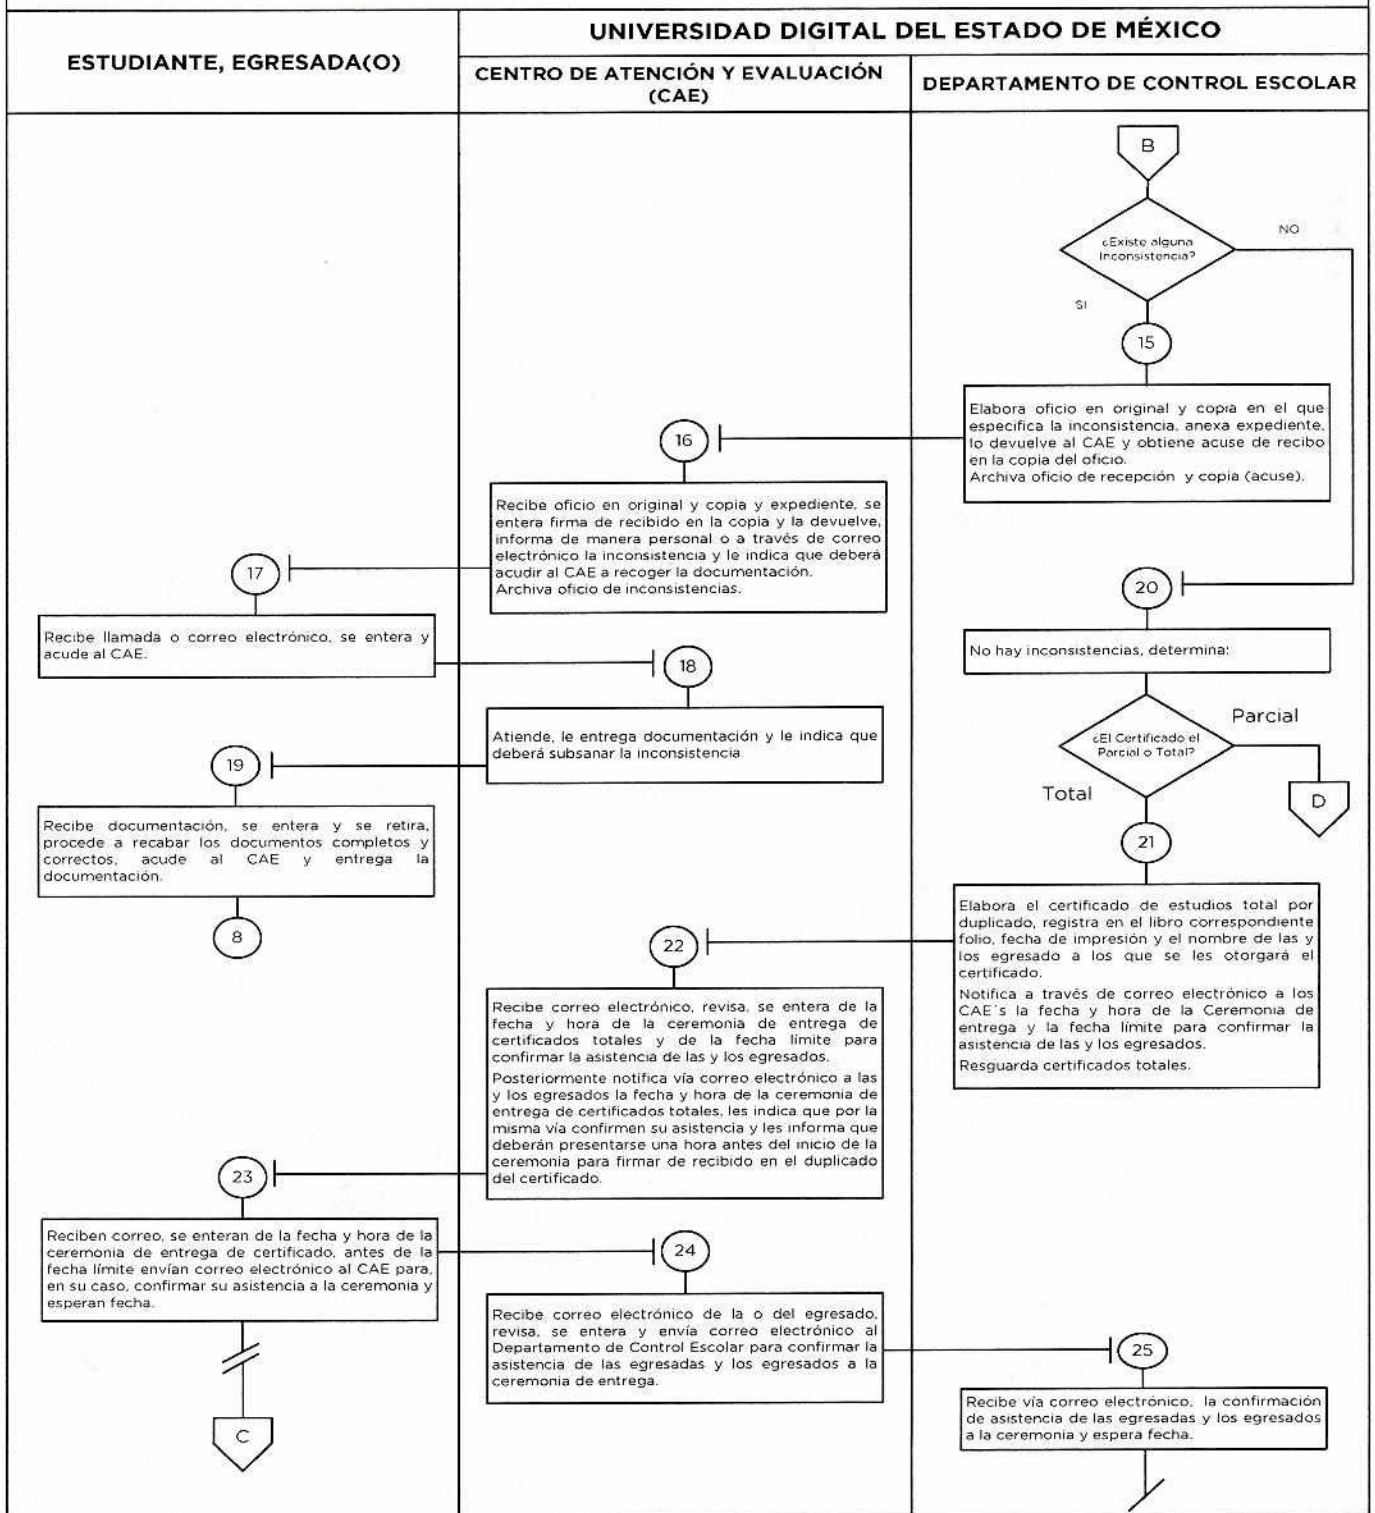 UNIVERSIDAD DIGITAL DEL ESTADO DE MÉXICO
ESTUDIANTE, EGRESADA(O)
CENTRO DE ATENCIÓN Y EVALUACIÓN
(CAE)
DEPARTAMENTO DE CONTROL ESCOLAR
B
¿Existe alguna
Inconsistencia?
NO
SI
15
Elabora oficio en original y copia en el que
especifica la inconsistencia, anexa expediente,
lo devuelve al CAE y obtiene acuse de recibo
en la copia del oficio.
Archiva oficio de recepción y copia (acuse).
16
Recibe oficio en original y copia y expediente, se
entera firma de recibido en la copia y la devuelve,
informa de manera personal o a través de correo
electrónico la inconsistencia y le indica que deberá
acudir al CAE a recoger la documentación.
Archiva oficio de inconsistencias.
17
Recibe llamada o correo electrónico, se entera y
acude al CAE.
18
Atiende, le entrega documentación y le indica que
deberá subsanar la inconsistencia
19
Recibe documentación, se entera y se retira,
procede a recabar los documentos completos y
correctos, acude al CAE y entrega la
documentación.
8
20
No hay inconsistencias, determina:
¿El Certificado el
Parcial o Total?
Parcial
Total
D
21
Elabora el certificado de estudios total por
duplicado, registra en el libro correspondiente
folio, fecha de impresión y el nombre de las y
los egresado a los que se les otorgará el
certificado.
Notifica a través de correo electrónico a los
CAE´s la fecha y hora de la Ceremonia de
entrega y la fecha límite para confirmar la
asistencia de las y los egresados.
Resguarda certificados totales.
22
Recibe correo electrónico, revisa, se entera de la
fecha y hora de la ceremonia de entrega de
certificados totales y de la fecha límite para
confirmar la asistencia de las y los egresados.
Posteriormente notifica vía correo electrónico a las
y los egresados la fecha y hora de la ceremonia de
entrega de certificados totales, les indica que por la
misma vía confirmen su asistencia y les informa que
deberán presentarse una hora antes del inicio de la
ceremonia para firmar de recibido en el duplicado
del certificado.
23
Reciben correo, se enteran de la fecha y hora de la
ceremonia de entrega de certificado, antes de la
fecha límite envían correo electrónico al CAE para,
en su caso, confirmar su asistencia a la ceremonia y
esperan fecha.
C
24
Recibe correo electrónico de la o del egresado,
revisa, se entera y envía correo electrónico al
Departamento de Control Escolar para confirmar la
asistencia de las egresadas y los egresados a la
ceremonia de entrega.
25
Recibe vía correo electrónico, la confirmación
de asistencia de las egresadas y los egresados
a la ceremonia y espera fecha.